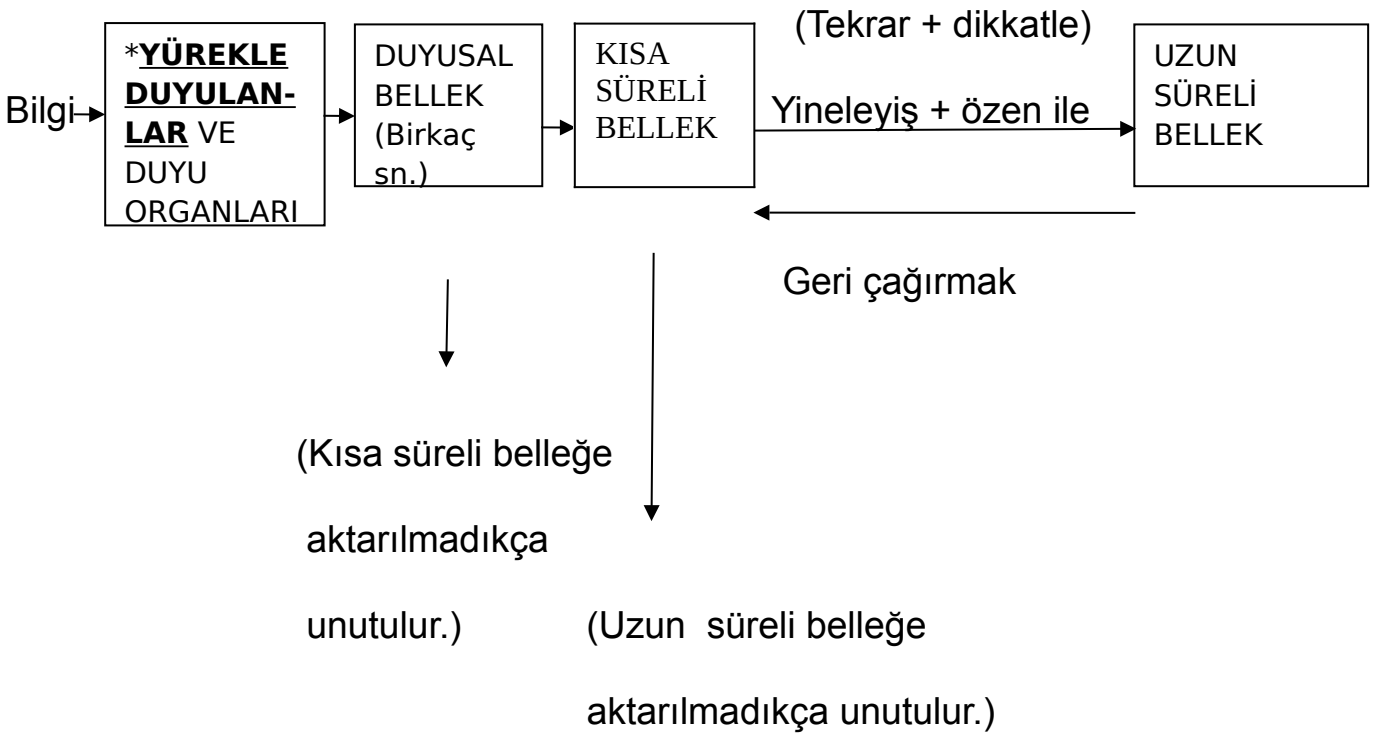 (Tekrar + dikkatle)
Bilgi
*YÜREKLE
DUYULAN-
LAR VE
DUYU
ORGANLARI
DUYUSAL
BELLEK
(Birkaç
sn.)
KISA
SÜRELİ
BELLEK
Yineleyiş + özen ile
UZUN
SÜRELİ
BELLEK
Geri çağırmak
(Kısa süreli belleğe
aktarılmadıkça
unutulur.)
(Uzun süreli belleğe
aktarılmadıkça unutulur.)